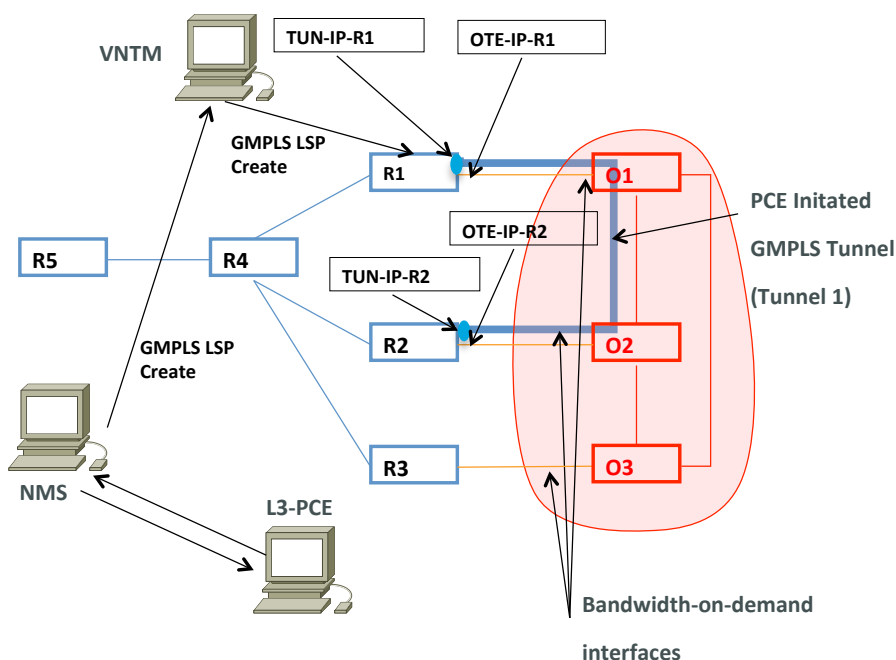 VNTM
TUN-IP-R1
OTE-IP-R1
GMPLS LSP
Create
R1
O1
PCE Initated
GMPLS Tunnel
(Tunnel 1)
OTE-IP-R2
R5
R4
TUN-IP-R2
GMPLS LSP
Create
R2
O2
R3
O3
NMS
L3-PCE
Bandwidth-on-demand
interfaces